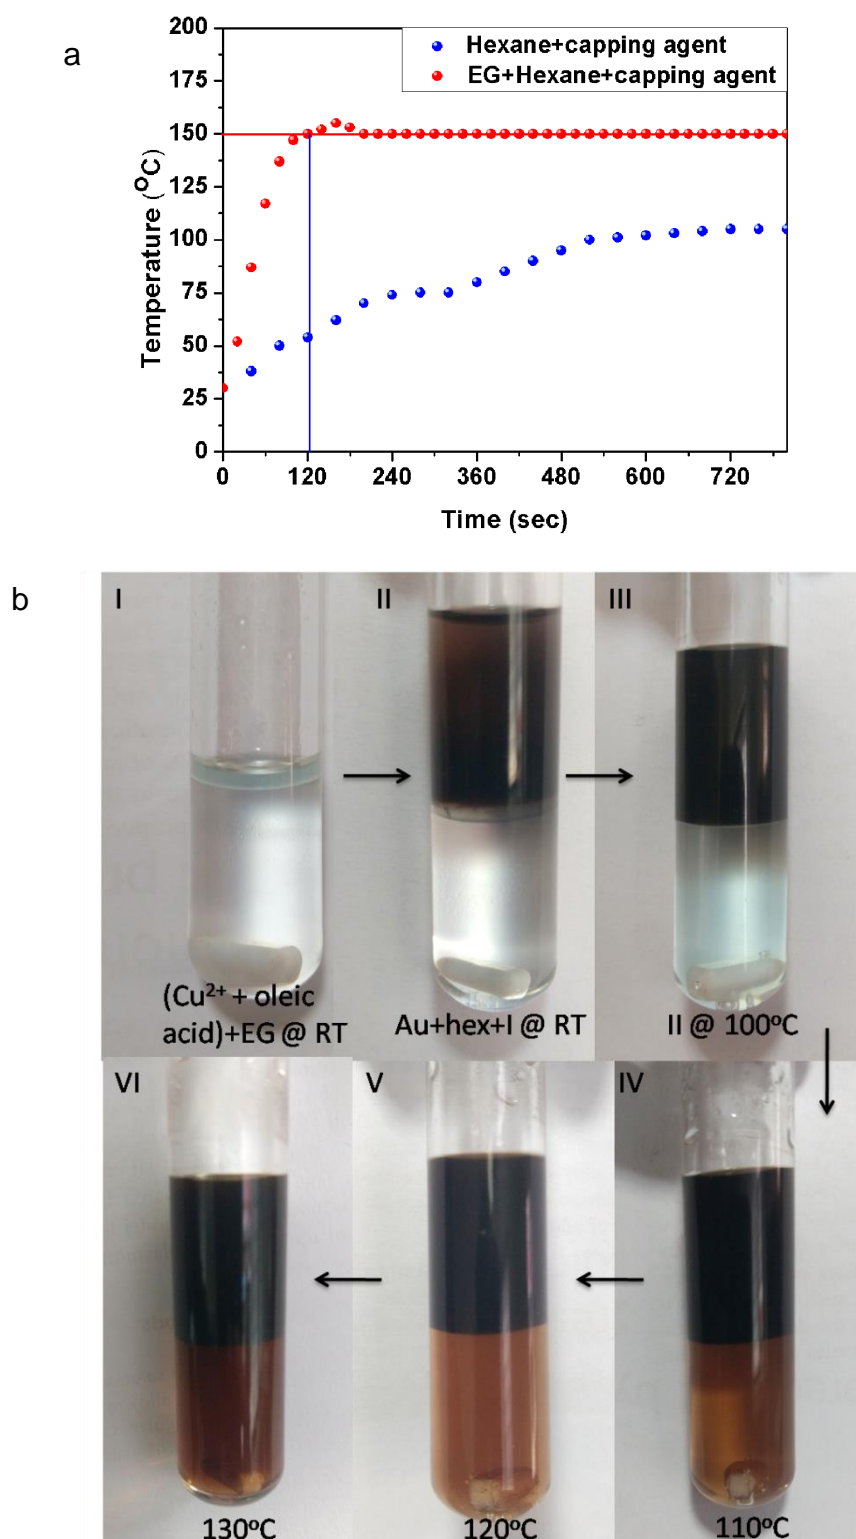 a
200
175
150
125
100
75
50
25
0
Temperature (°C)
Hexane+capping agent
EG+Hexane+capping agent
0 120 240 360 480 600 720
Time (sec)
b
I
II
III
(Cu²⁺ + oleic
acid)+EG @ RT
Au+hex+I @ RT
II @ 100°C
VI
V
IV
130°C
120°C
110°C